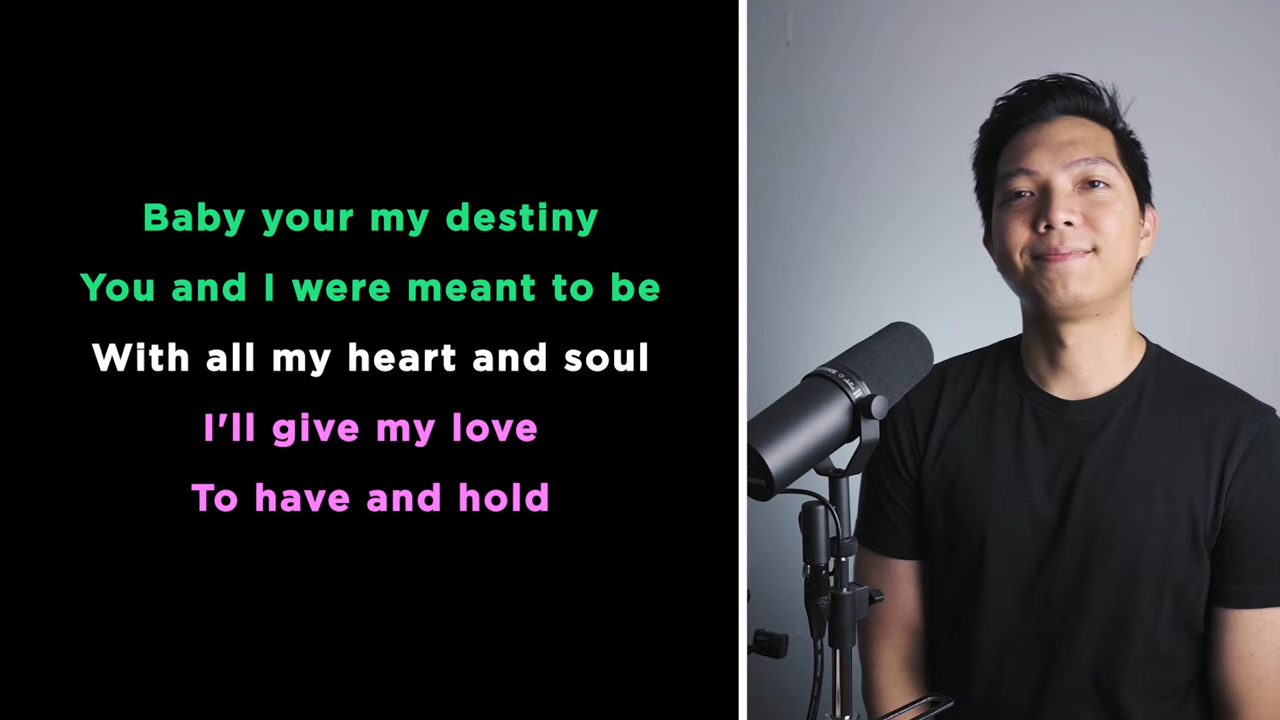 Baby your my destiny
You and I were meant to be
With all my heart and soul
I'll give my love
To have and hold